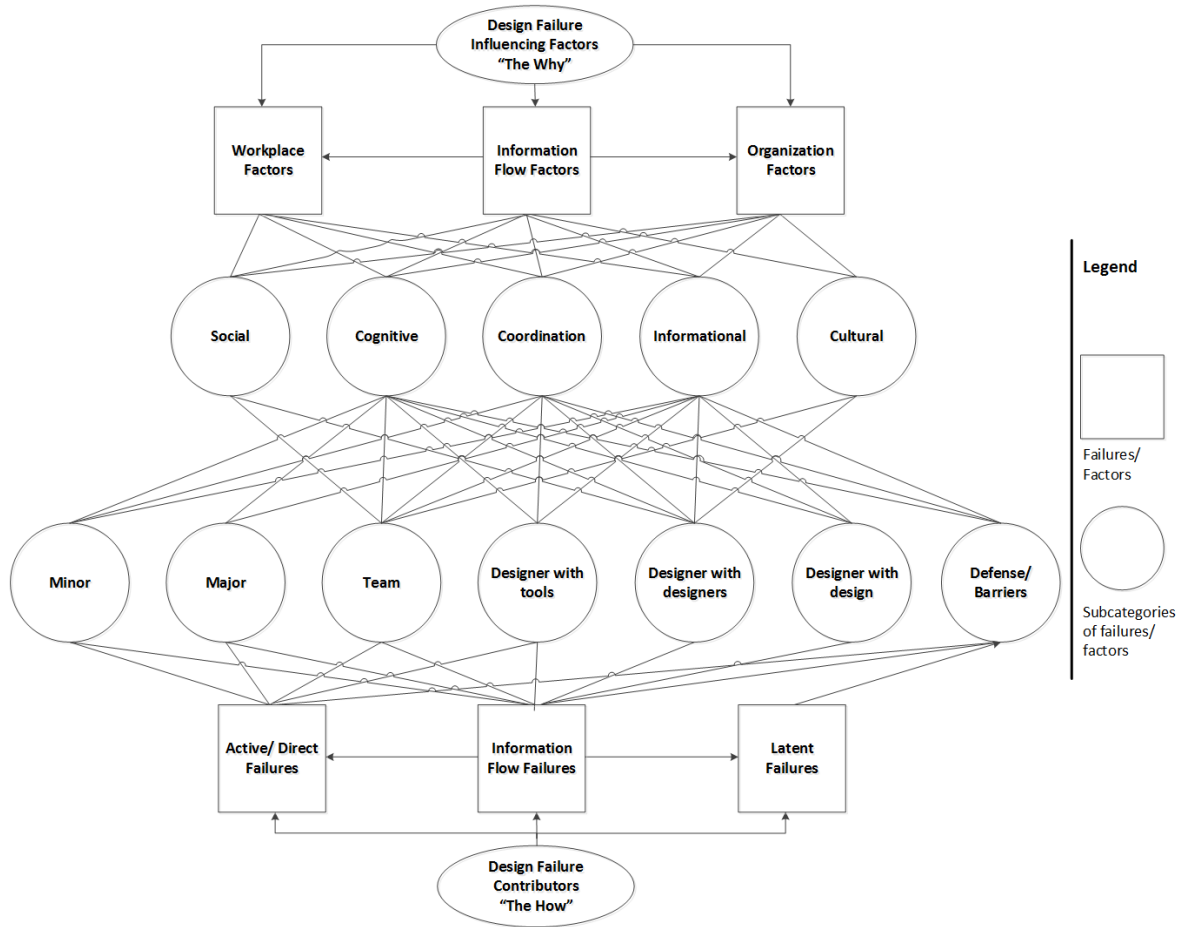 Design Failure
Influencing Factors
“The Why”
Workplace
Factors
Information
Flow Factors
Organization
Factors
Legend
Social
Cognitive
Coordination
Informational
Cultural
Failures/
Factors
Minor
Major
Team
Designer with
tools
Designer with
designers
Designer with
design
Defense/
Barriers
Subcategories
of failures/
factors
Active/ Direct
Failures
Information
Flow Failures
Latent
Failures
Design Failure
Contributors
“The How”